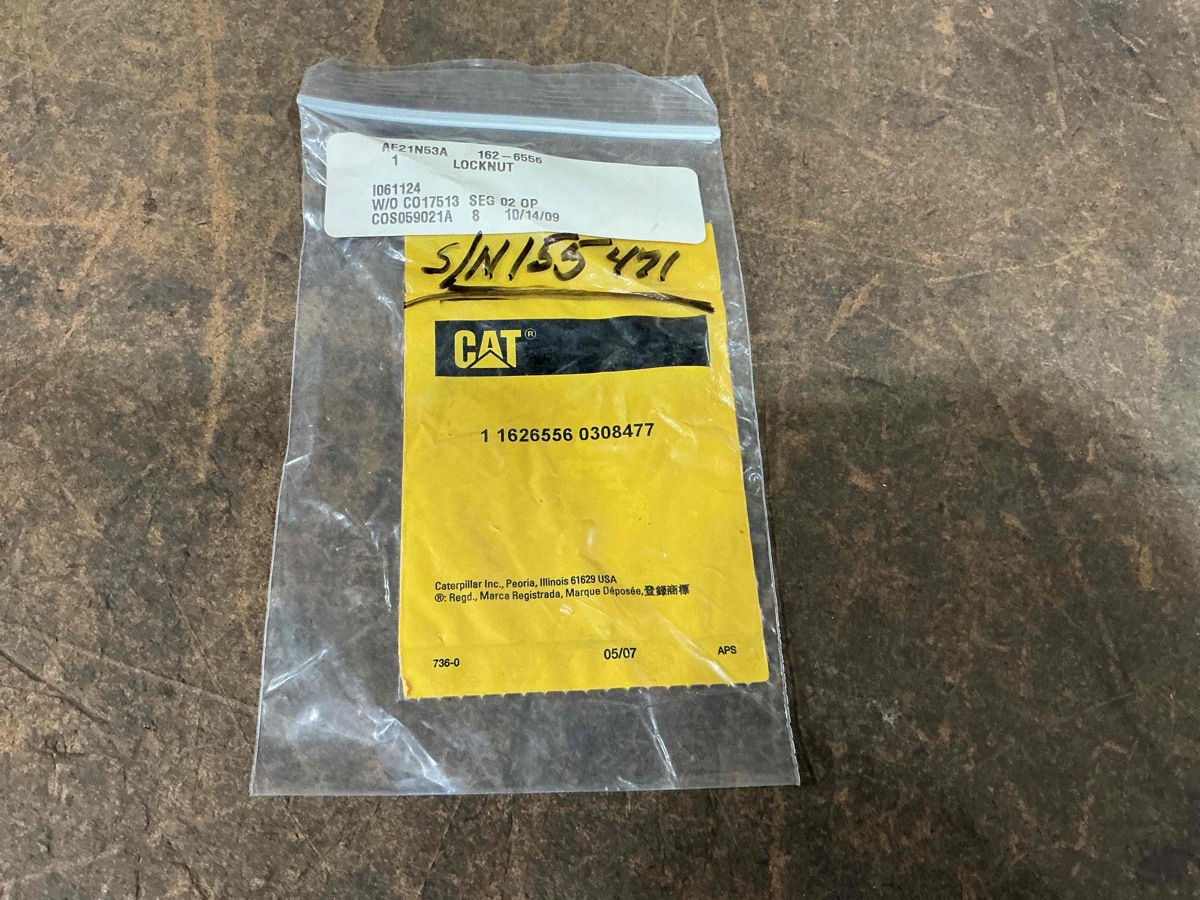 AE21N53A 162-6556
1 LOCKNUT
I061124
W/O CO17513 SEG 02 OP
COS059021A 8 10/14/09
S/N 155471
CAT®
1 1626556 0308477
Caterpillar Inc., Peoria, Illinois 61629 USA
®: Regd., Marca Registrada, Marque Déposée, 登録商標
736-0 05/07 APS